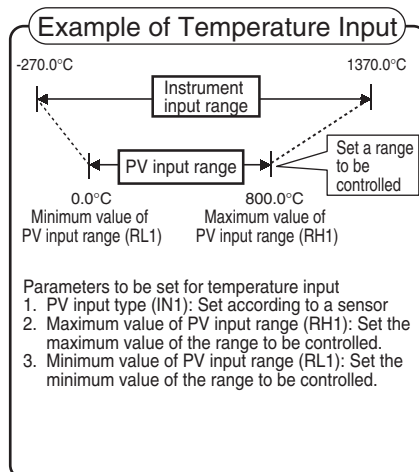 Example of Temperature Input
-270.0°C
1370.0°C
Instrument
input range
PV input range
Set a range
to be
controlled
0.0°C
Minimum value of
PV input range (RL1)
800.0°C
Maximum value of
PV input range (RH1)
Parameters to be set for temperature input
1. PV input type (IN1): Set according to a sensor
2. Maximum value of PV input range (RH1): Set the
maximum value of the range to be controlled.
3. Minimum value of PV input range (RL1): Set the
minimum value of the range to be controlled.